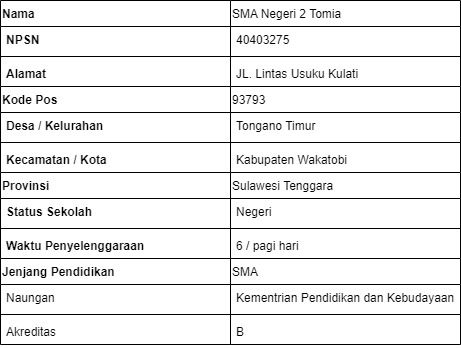 Nama SMA Negeri 2 Tomia
NPSN 40403275
Alamat JL. Lintas Usuku Kulati
Kode Pos 93793
Desa / Kelurahan Tongano Timur
Kecamatan / Kota Kabupaten Wakatobi
Provinsi Sulawesi Tenggara
Status Sekolah Negeri
Waktu Penyelenggaraan 6 / pagi hari
Jenjang Pendidikan SMA
Naungan Kementrian Pendidikan dan Kebudayaan
Akreditas B